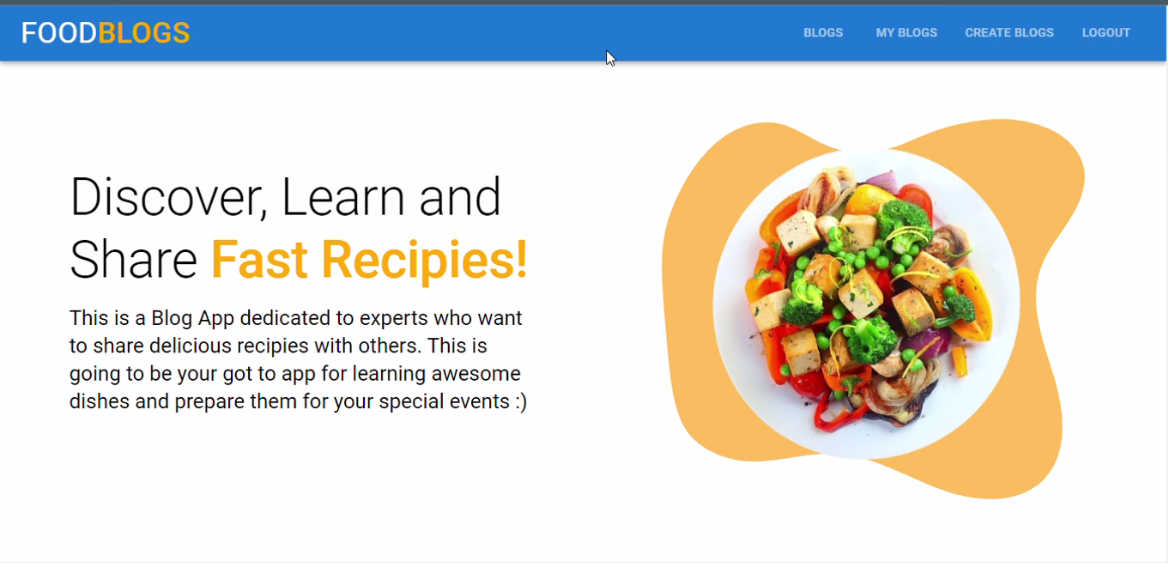 FOODBLOGS
BLOGS MY BLOGS CREATE BLOGS LOGOUT
Discover, Learn and
Share Fast Recipies!
This is a Blog App dedicated to experts who want
to share delicious recipies with others. This is
going to be your got to app for learning awesome
dishes and prepare them for your special events :)